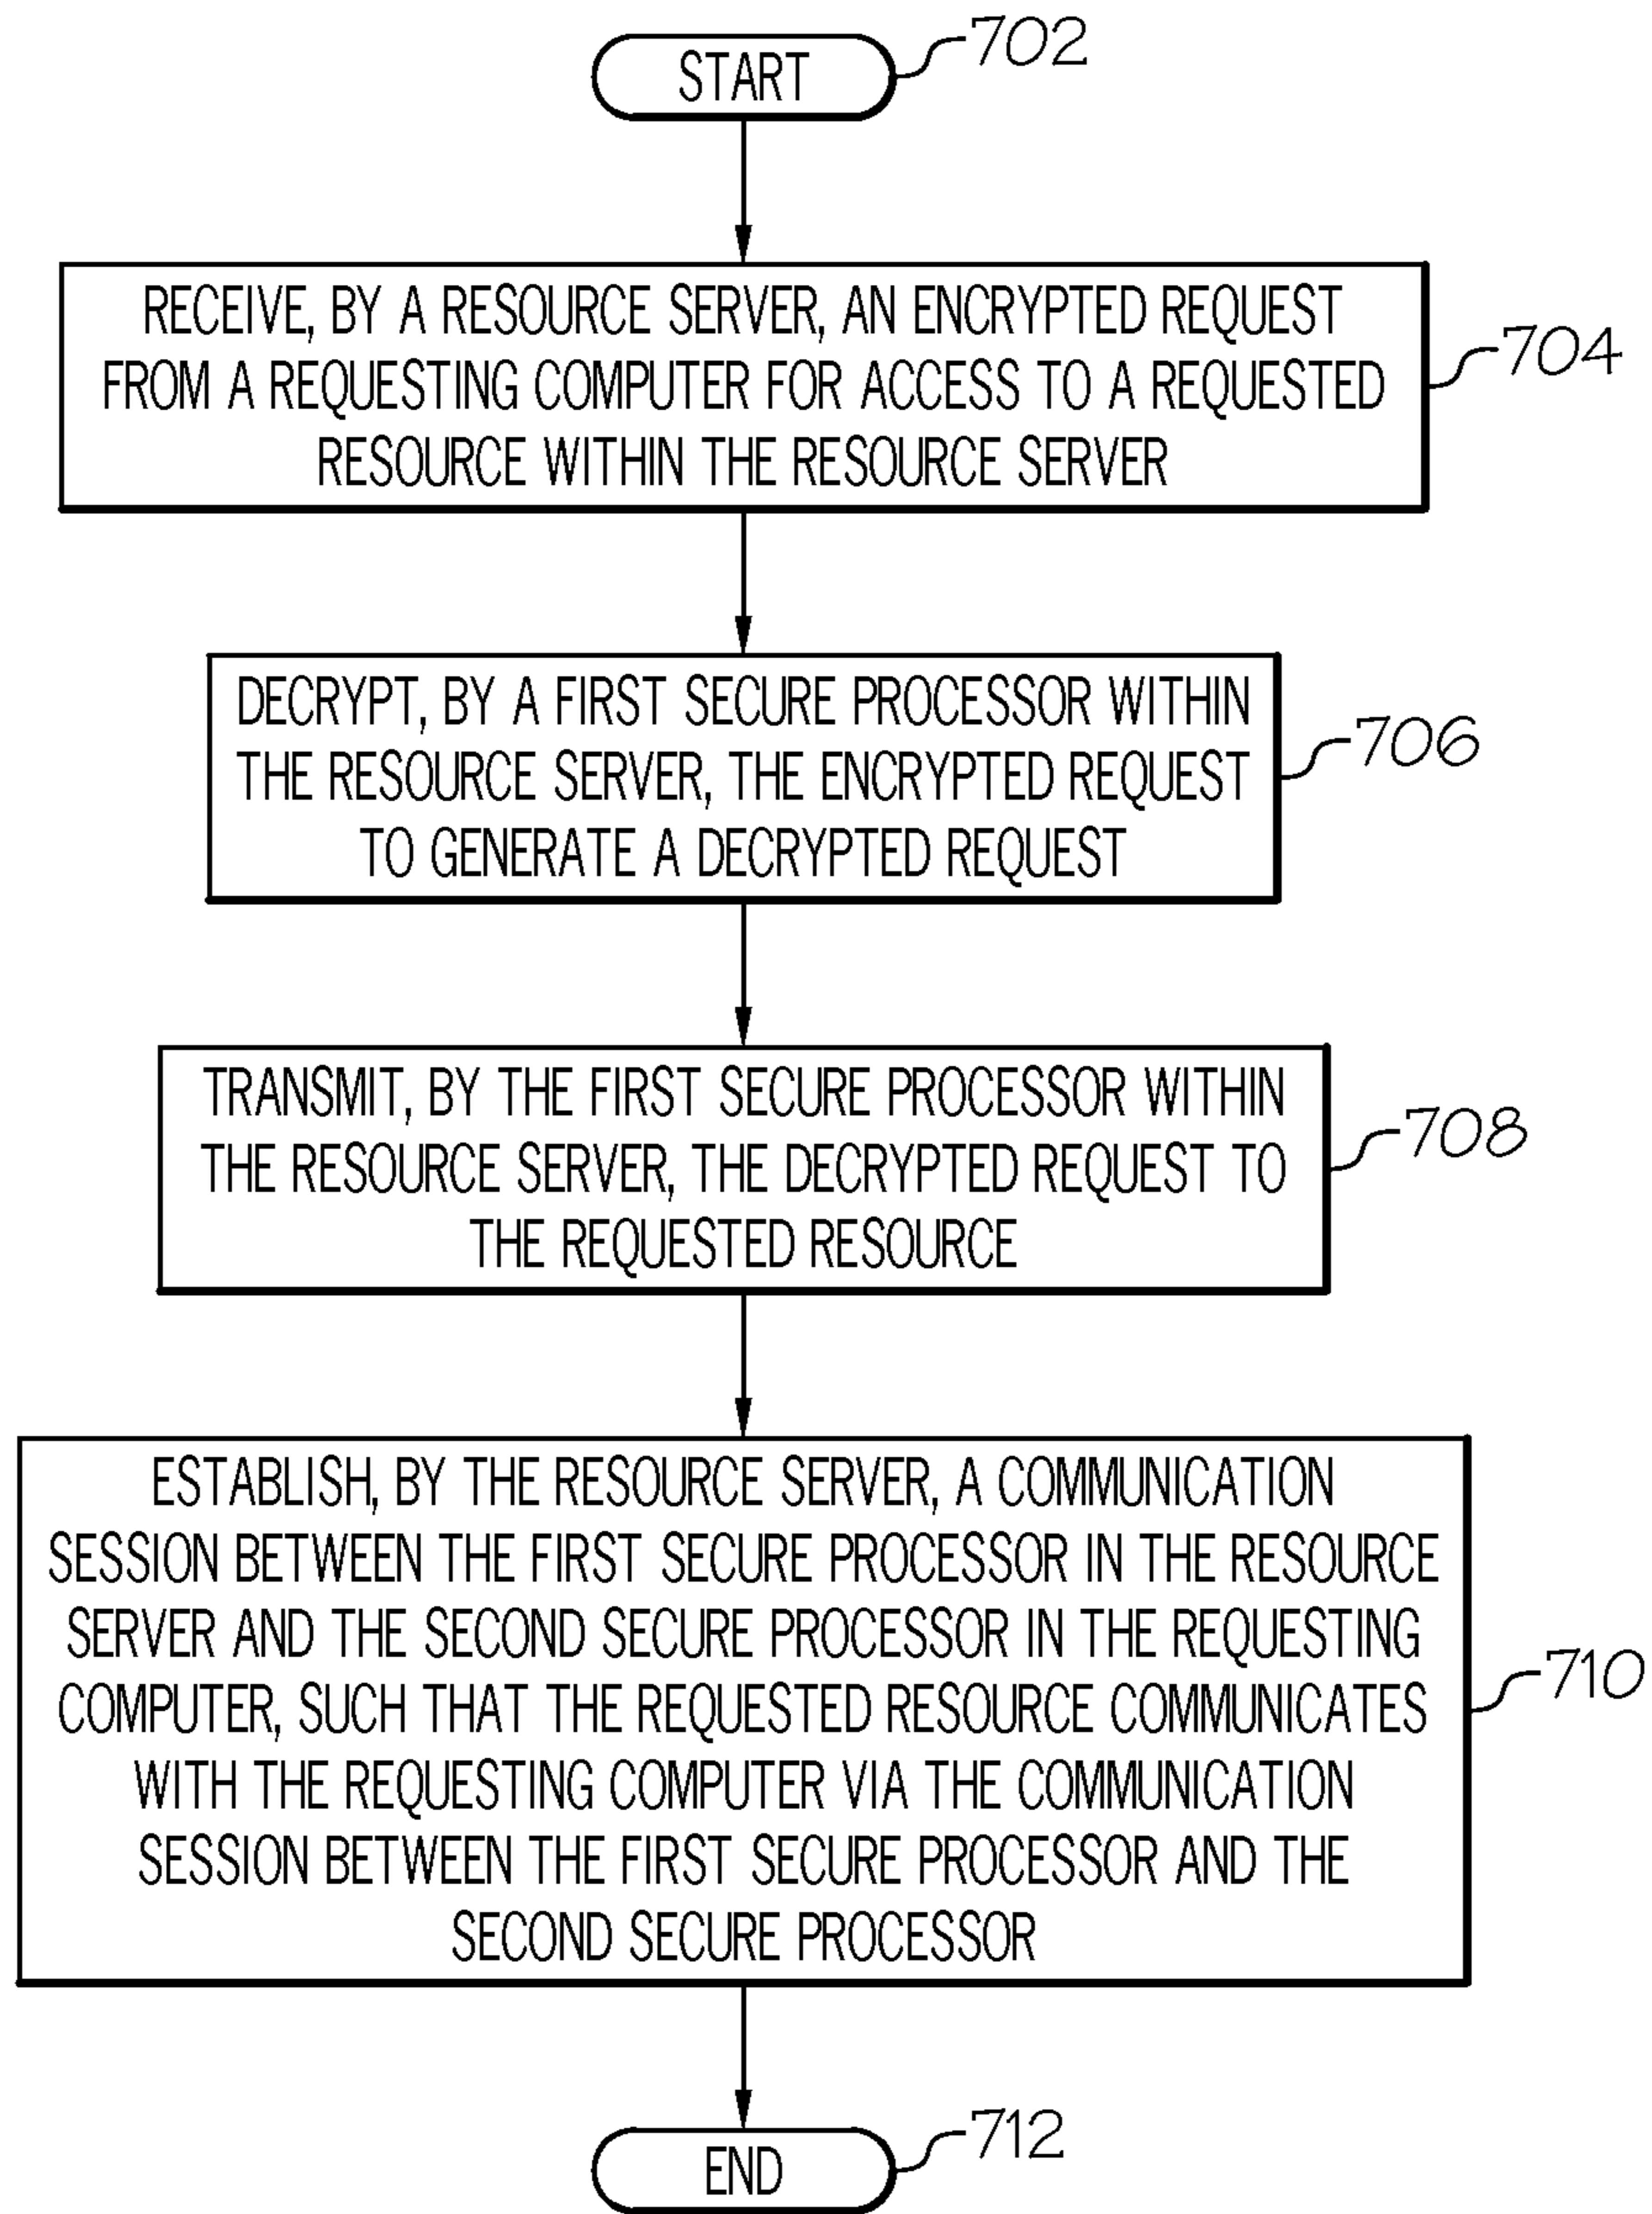 START
702
RECEIVE, BY A RESOURCE SERVER, AN ENCRYPTED REQUEST
FROM A REQUESTING COMPUTER FOR ACCESS TO A REQUESTED
RESOURCE WITHIN THE RESOURCE SERVER
704
DECRYPT, BY A FIRST SECURE PROCESSOR WITHIN
THE RESOURCE SERVER, THE ENCRYPTED REQUEST
TO GENERATE A DECRYPTED REQUEST
706
TRANSMIT, BY THE FIRST SECURE PROCESSOR WITHIN
THE RESOURCE SERVER, THE DECRYPTED REQUEST TO
THE REQUESTED RESOURCE
708
ESTABLISH, BY THE RESOURCE SERVER, A COMMUNICATION
SESSION BETWEEN THE FIRST SECURE PROCESSOR IN THE RESOURCE
SERVER AND THE SECOND SECURE PROCESSOR IN THE REQUESTING
COMPUTER, SUCH THAT THE REQUESTED RESOURCE COMMUNICATES
WITH THE REQUESTING COMPUTER VIA THE COMMUNICATION
SESSION BETWEEN THE FIRST SECURE PROCESSOR AND THE
SECOND SECURE PROCESSOR
710
END
712